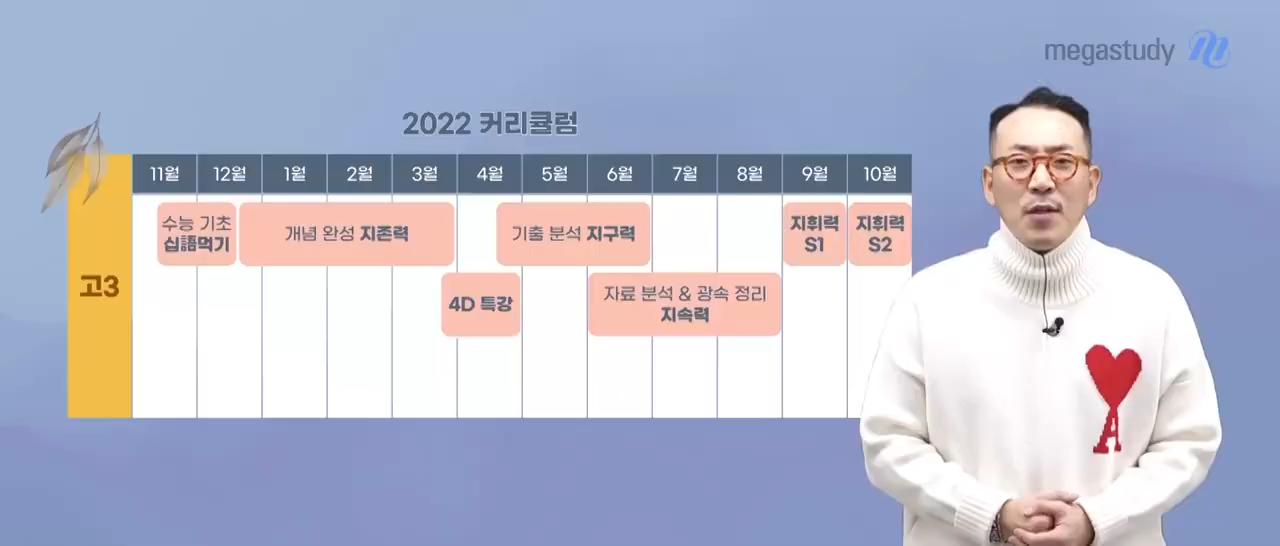 megastudy
2022 커리큘럼
11월 12월 1월 2월 3월 4월 5월 6월 7월 8월 9월 10월
고3
수능 기초
십語먹기
개념 완성 지존력
기출 분석 지구력
지휘력
S1
지휘력
S2
4D 특강
자료 분석 & 광속 정리
지속력
A